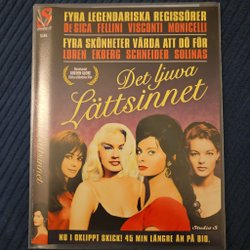 FYRA LEGENDARISKA REGISSÖRER
DE SICA FELLINI VISCONTI MONICELLI
FYRA SKÖNHETER VÄRDA ATT DÖ FÖR
LOREN EKBERG SCHNEIDER SOLINAS
Det ljuva
Lättsinnet
Studio S
NU I OKLIPPT SKICK! 45 MIN LÄNGRE ÄN PÅ BIO.